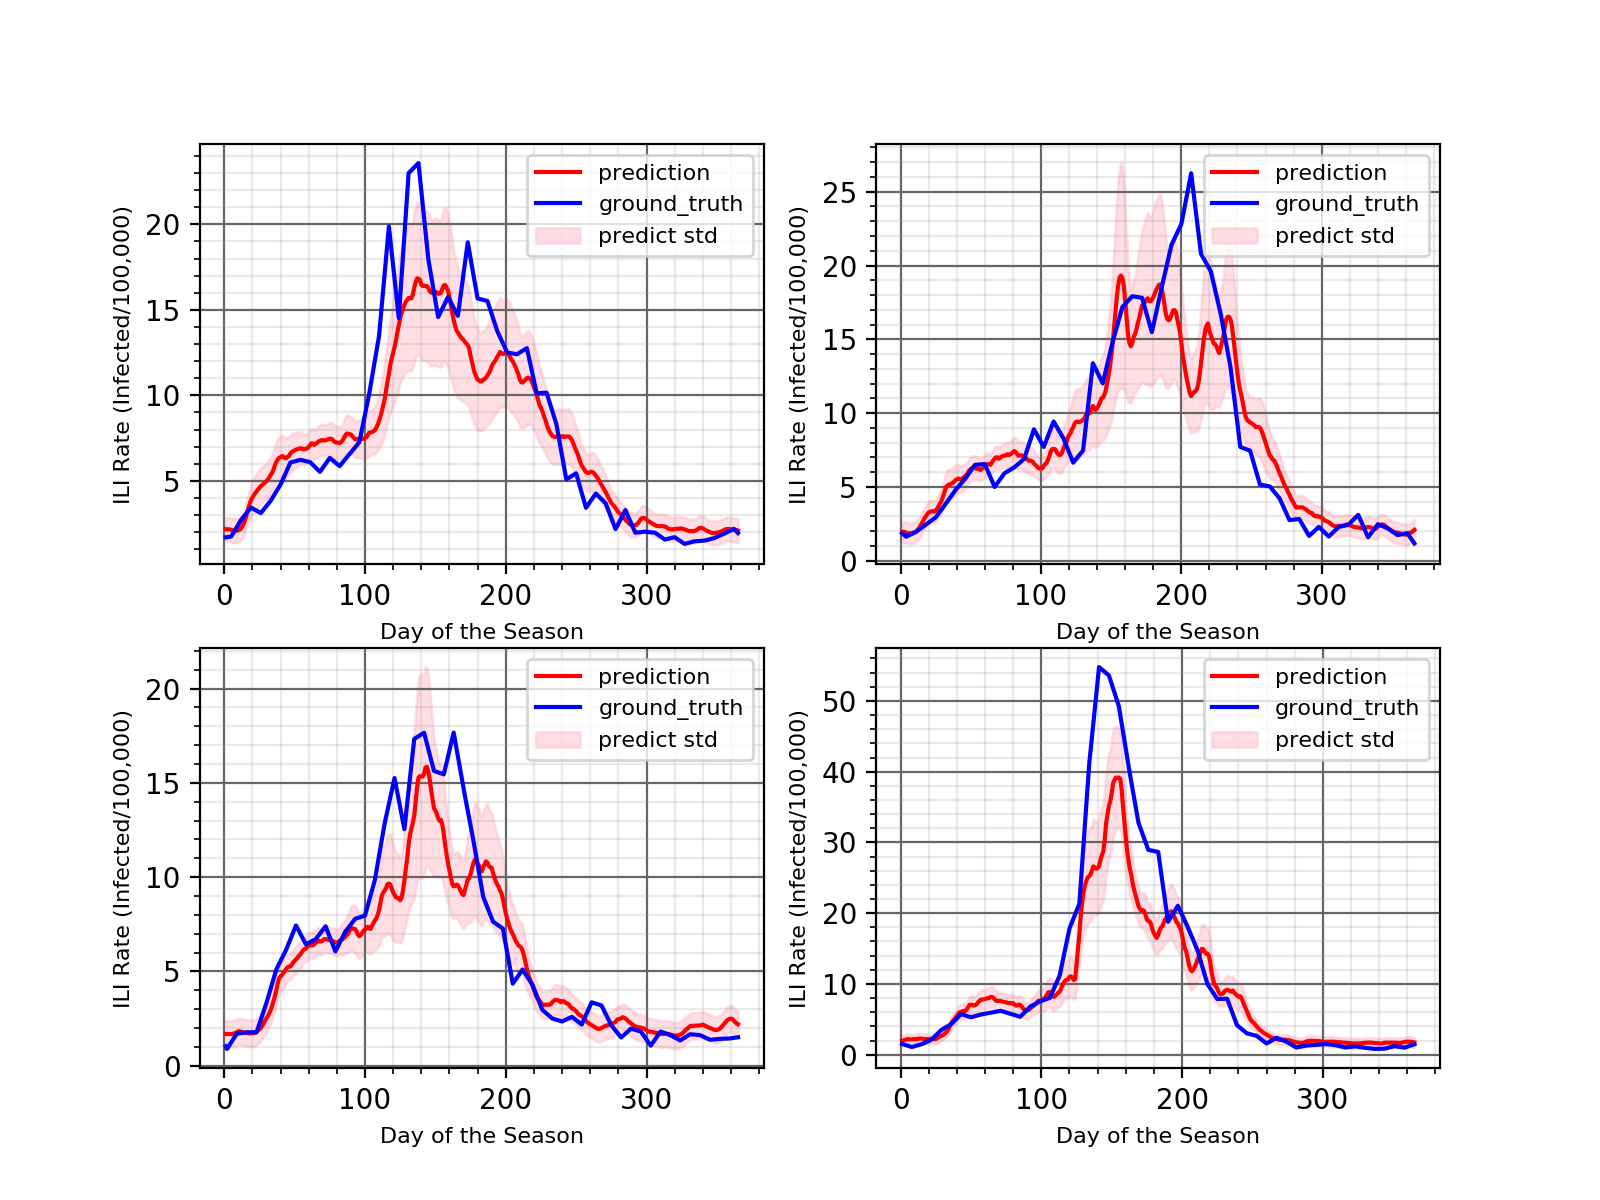 prediction
ground_truth
predict std
ILI Rate (Infected/100,000)
20
15
10
5
0 100 200 300
Day of the Season
prediction
ground_truth
predict std
ILI Rate (Infected/100,000)
25
20
15
10
5
0
0 100 200 300
Day of the Season
prediction
ground_truth
predict std
ILI Rate (Infected/100,000)
20
15
10
5
0
0 100 200 300
Day of the Season
prediction
ground_truth
predict std
ILI Rate (Infected/100,000)
50
40
30
20
10
0
0 100 200 300
Day of the Season